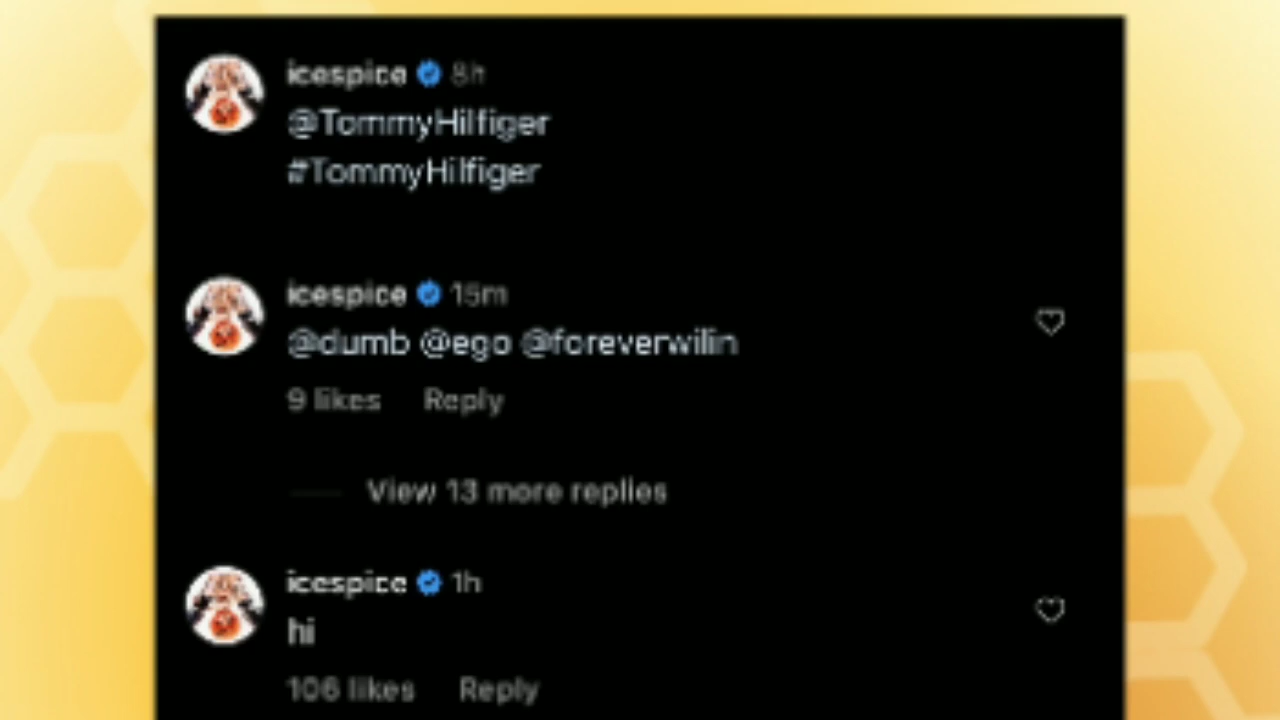 icespice 8h
@TommyHilfiger
#TommyHilfiger
icespice 15m
@dumb @ego @foreverwilin
9 likes Reply
View 13 more replies
icespice 1h
hi
106 likes Reply